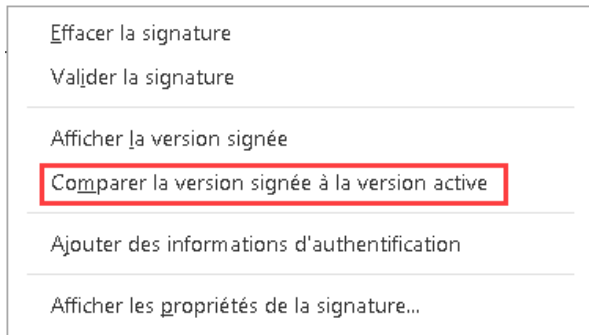 Effacer la signature
Valider la signature
Afficher la version signée
Comparer la version signée à la version active
Ajouter des informations d'authentification
Afficher les propriétés de la signature...